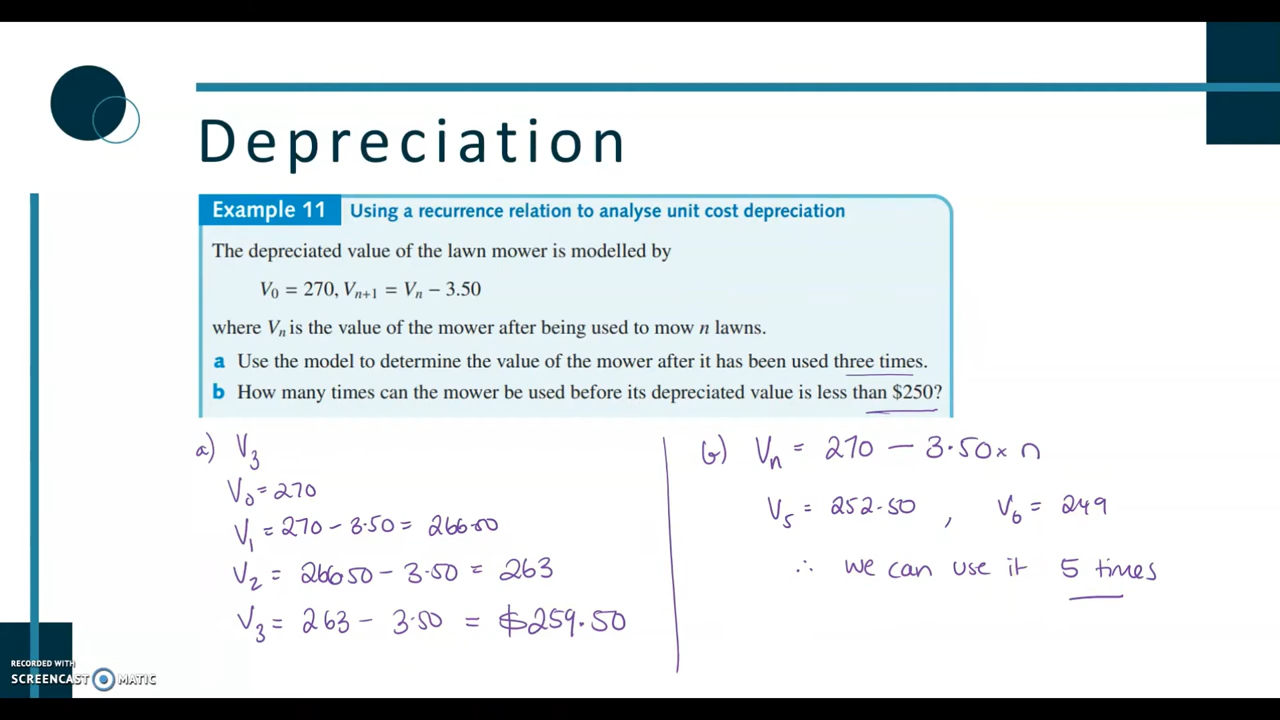 Depreciation
Example 11 Using a recurrence relation to analyse unit cost depreciation
The depreciated value of the lawn mower is modelled by
V₀ = 270, Vₙ₊₁ = Vₙ − 3.50
where Vₙ is the value of the mower after being used to mow n lawns.
a Use the model to determine the value of the mower after it has been used three times.
b How many times can the mower be used before its depreciated value is less than $250?
a) V₃
V₀ = 270
V₁ = 270 − 3.50 = 266.50
V₂ = 266.50 − 3.50 = 263
V₃ = 263 − 3.50 = $259.50
b) Vₙ = 270 − 3.50 × n
V₅ = 252.50 , V₆ = 249
∴ we can use it 5 times
RECORDED WITH
SCREENCAST MATIC